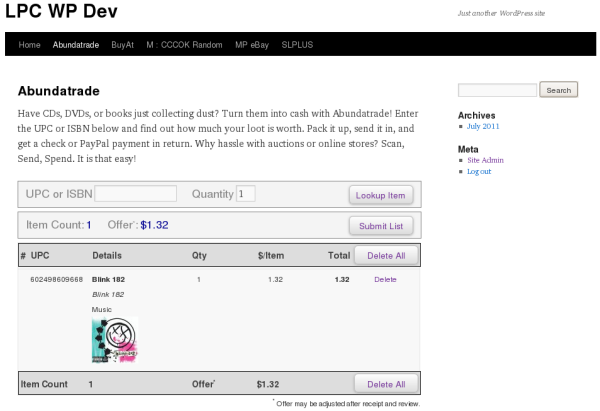 LPC WP Dev
Just another WordPress site
Home Abundatrade BuyAt M : CCCOK Random MP eBay SLPLUS
Abundatrade
Have CDs, DVDs, or books just collecting dust? Turn them into cash with Abundatrade! Enter
the UPC or ISBN below and find out how much your loot is worth. Pack it up, send it in, and
get a check or PayPal payment in return. Why hassle with auctions or online stores? Scan,
Send, Spend. It is that easy!
UPC or ISBN Quantity 1 Lookup Item
Item Count: 1 Offer*: $1.32 Submit List
# UPC Details Qty $/Item Total Delete All
602498609668 Blink 182 1 1.32 1.32 Delete
Blink 182
Music
Item Count 1 Offer* $1.32 Delete All
* Offer may be adjusted after receipt and review.
Search
Archives
July 2011
Meta
Site Admin
Log out